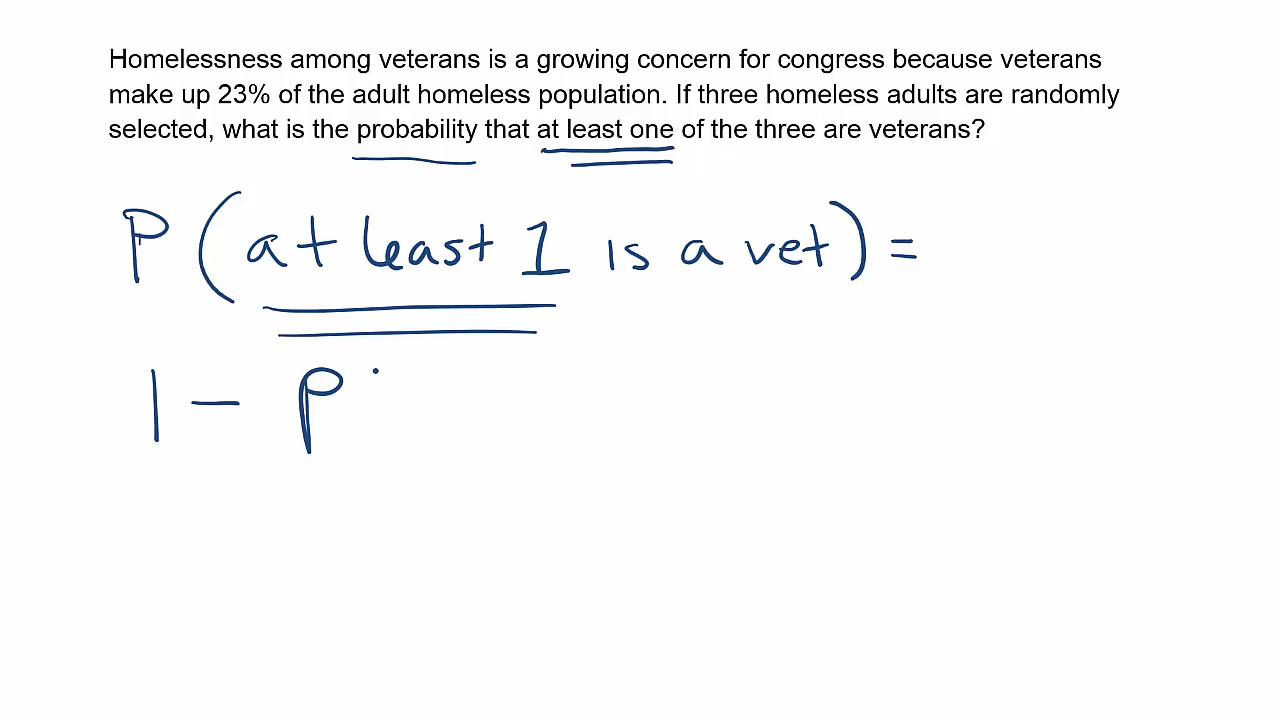 Homelessness among veterans is a growing concern for congress because veterans
make up 23% of the adult homeless population. If three homeless adults are randomly
selected, what is the probability that at least one of the three are veterans?
P (at least 1 is a vet) =
1 - P